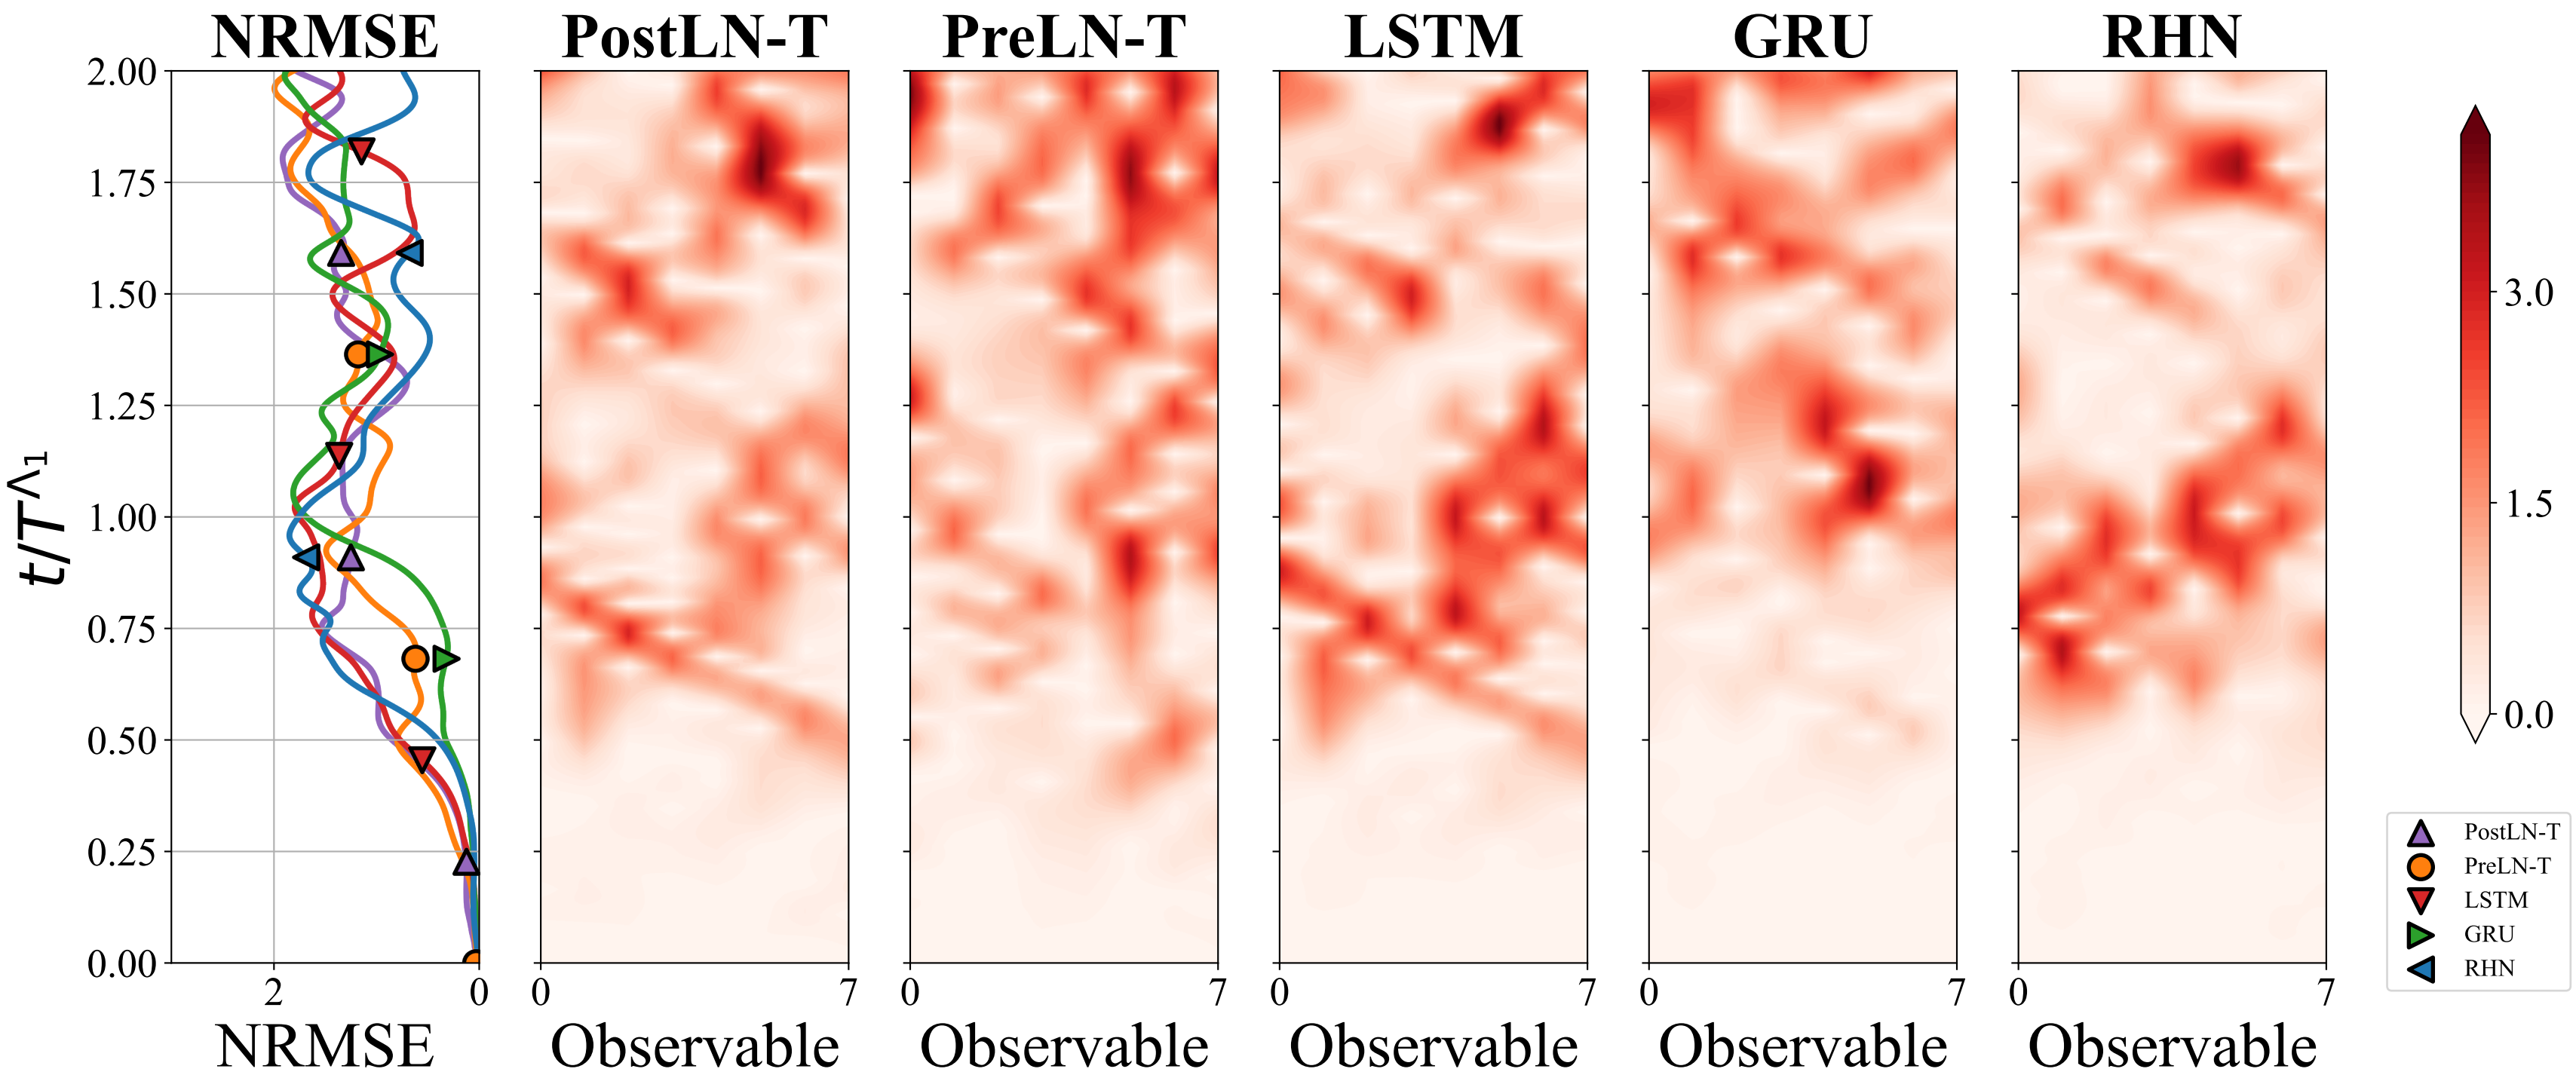 NRMSE PostLN-T PreLN-T LSTM GRU RHN
2.00
1.75
1.50
1.25
1.00
0.75
0.50
0.25
0.00
t/T^Λ₁
2 0 0 7 0 7 0 7 0 7 0 7
NRMSE Observable Observable Observable Observable Observable
3.0
1.5
0.0
PostLN-T
PreLN-T
LSTM
GRU
RHN